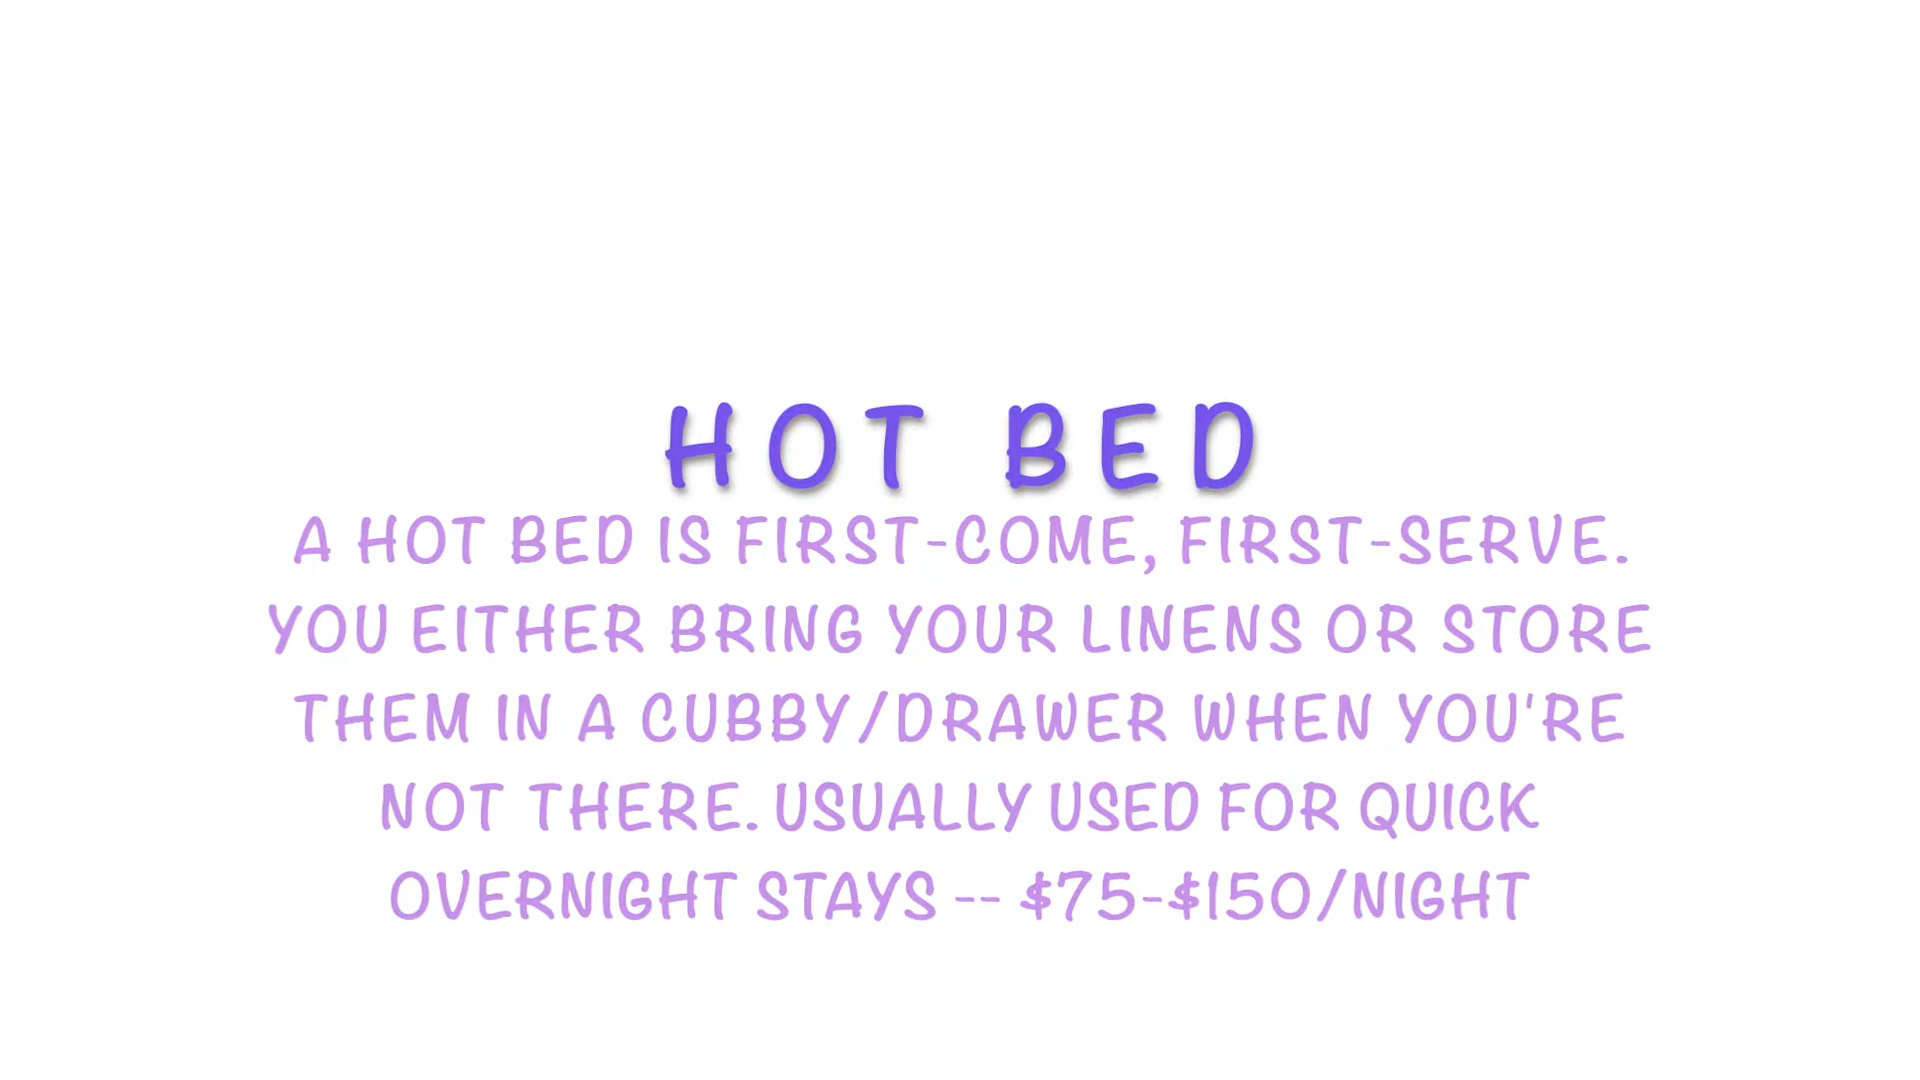 HOT BED
A HOT BED IS FIRST-COME, FIRST-SERVE.
YOU EITHER BRING YOUR LINENS OR STORE
THEM IN A CUBBY/DRAWER WHEN YOU'RE
NOT THERE. USUALLY USED FOR QUICK
OVERNIGHT STAYS -- $75-$150/NIGHT